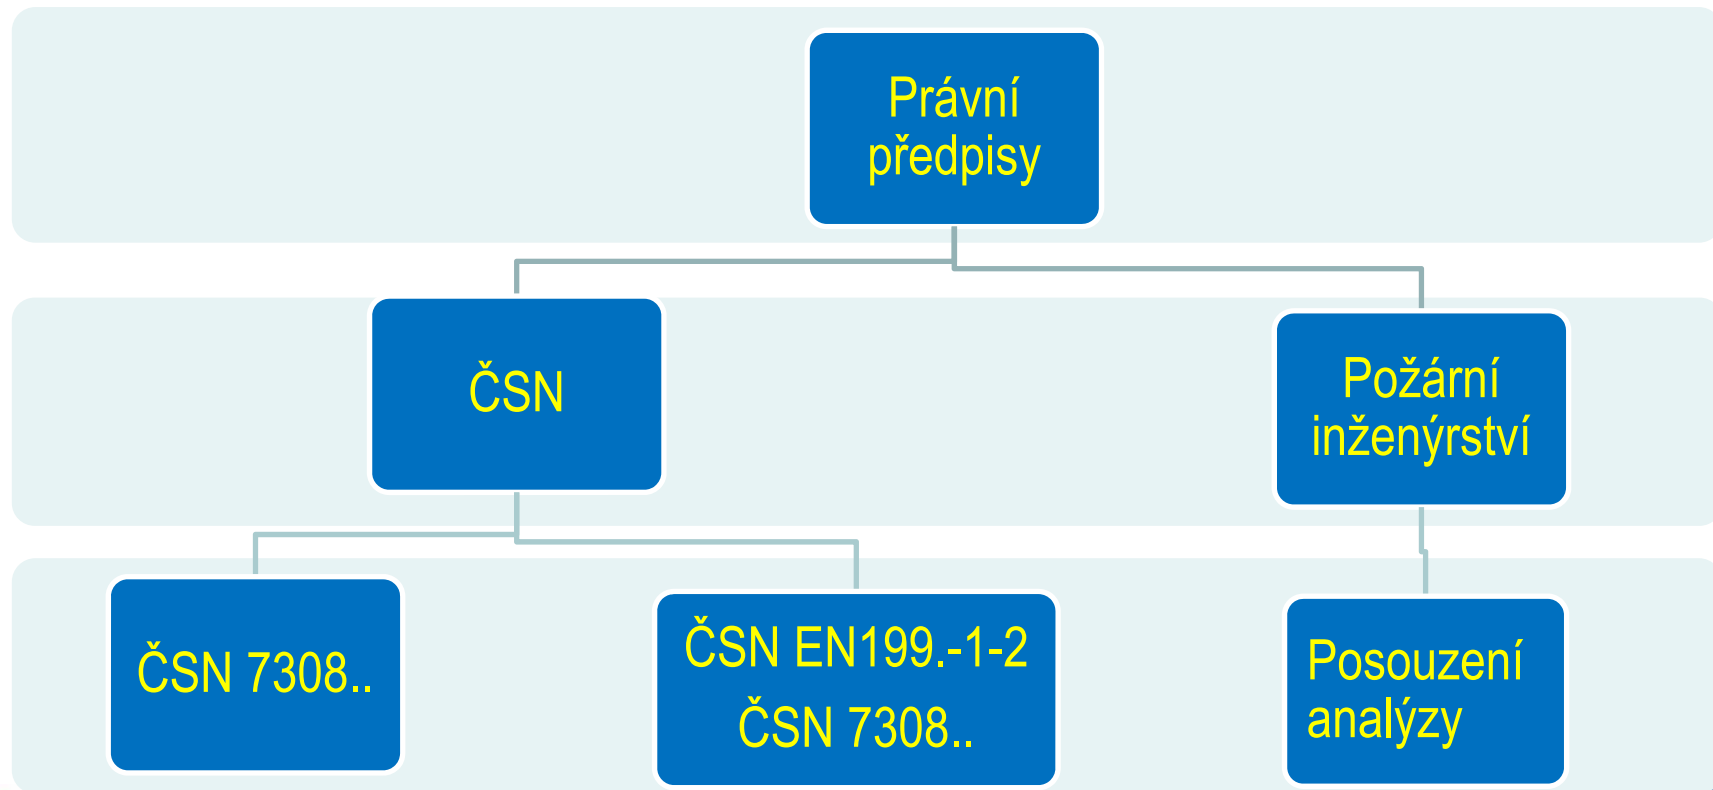 Právní
předpisy
ČSN
Požární
inženýrství
ČSN 7308..
ČSN EN199.-1-2
ČSN 7308..
Posouzení
analýzy